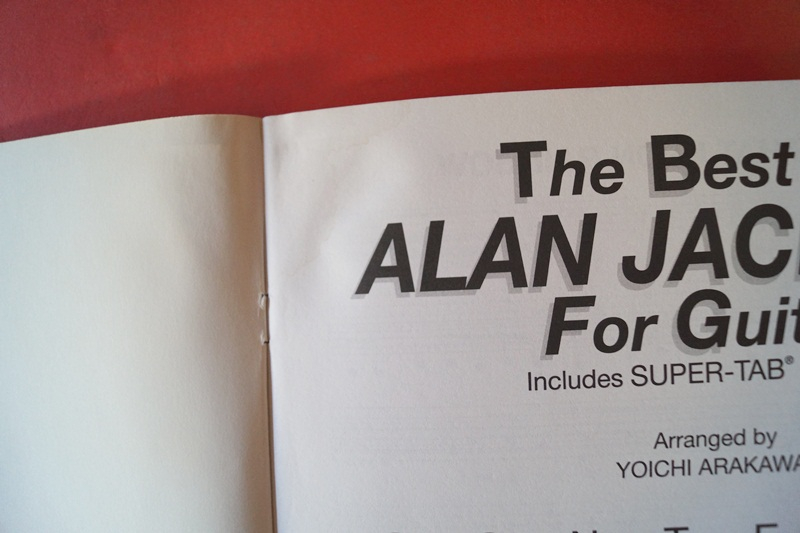 The Best
ALAN JAC
For Guit
Includes SUPER-TAB®
Arranged by
YOICHI ARAKAWA